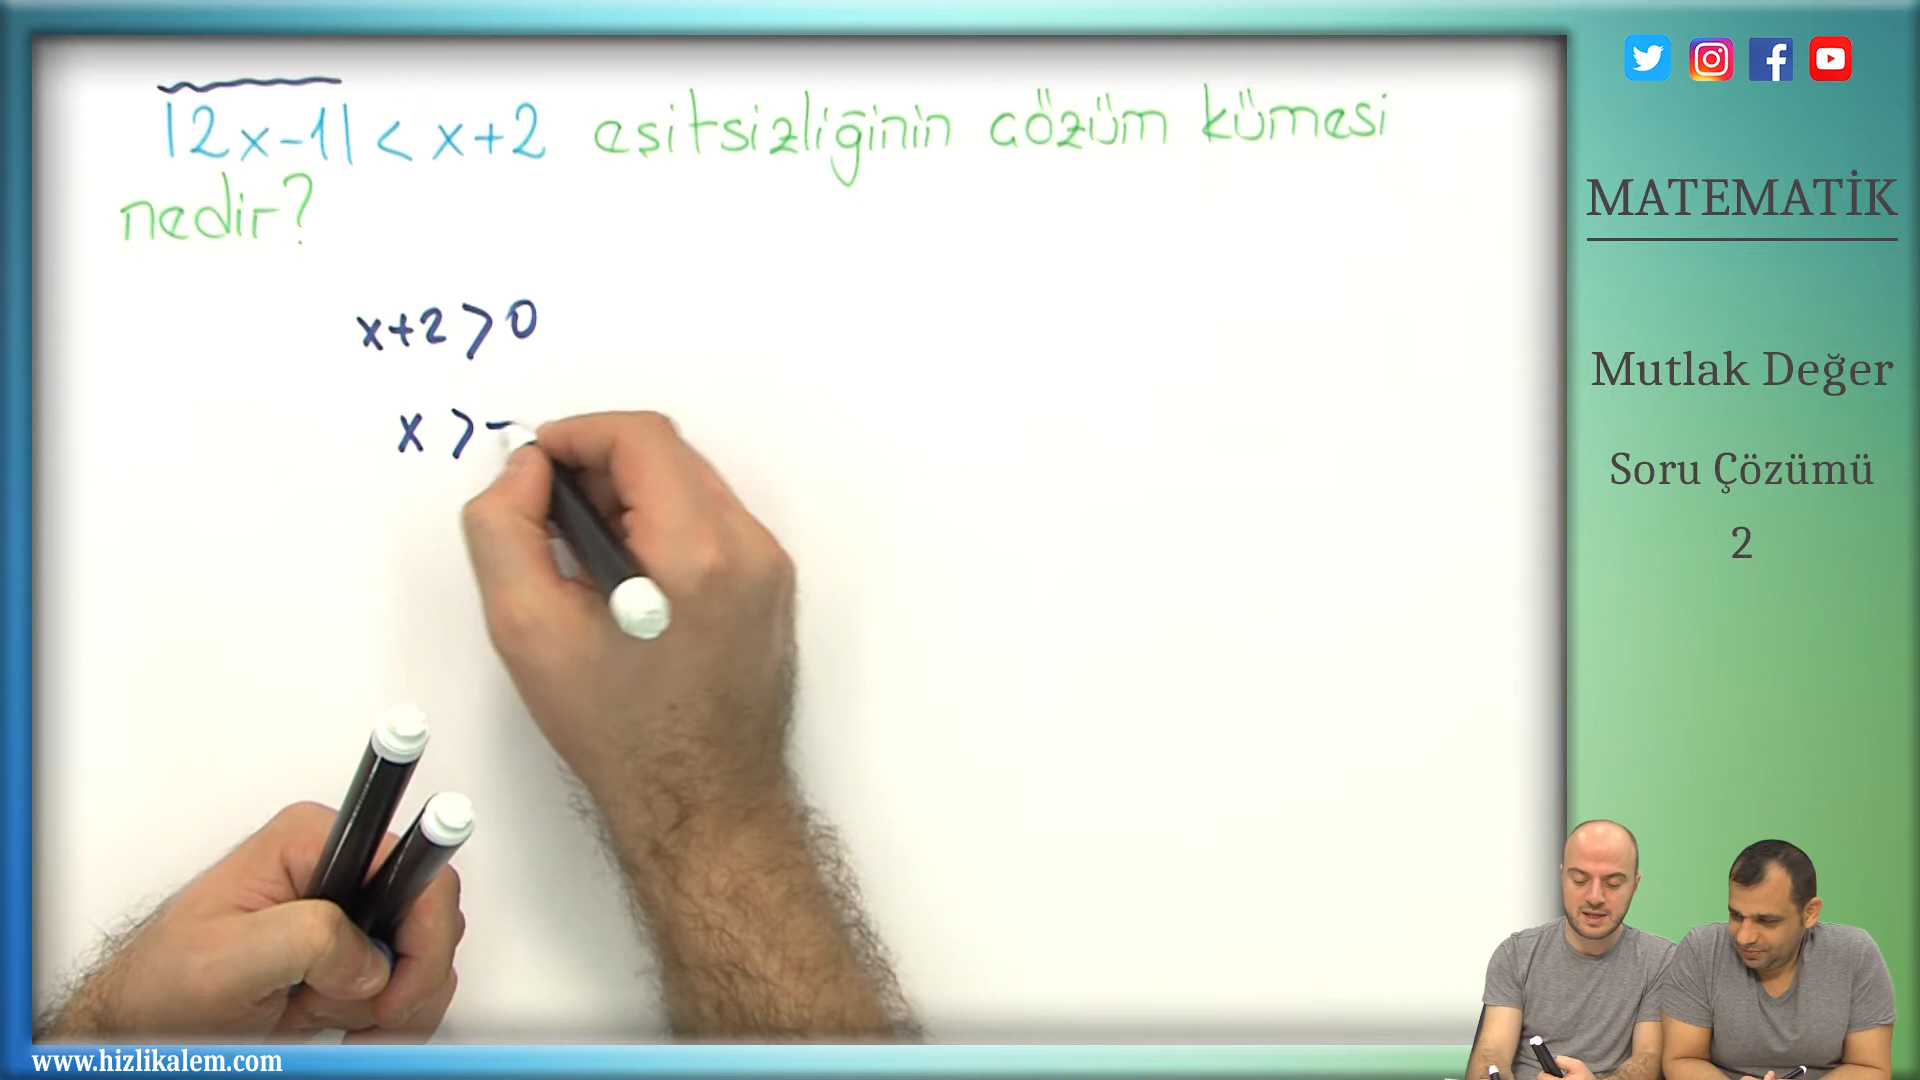 |2x-1| < x+2 eşitsizliğinin çözüm kümesi
nedir?
x+2 > 0
x > -
MATEMATİK
Mutlak Değer
Soru Çözümü
2
www.hizlikalem.com